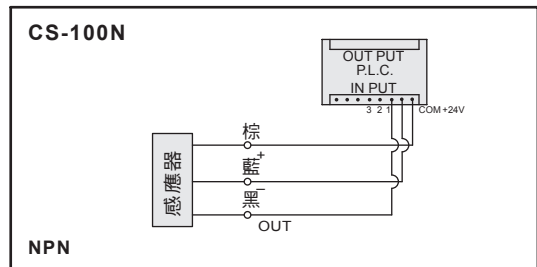 CS-100N
OUT PUT
P.L.C.
IN PUT
3 2 1 COM +24V
棕
+
藍
−
黑
OUT
感應器
NPN